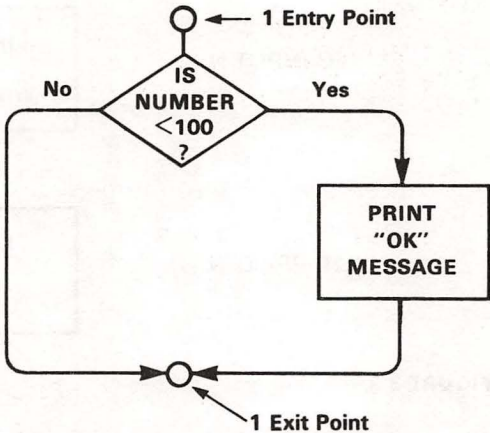 1 Entry Point
IS
NUMBER
<100
?
No
Yes
PRINT
"OK"
MESSAGE
1 Exit Point